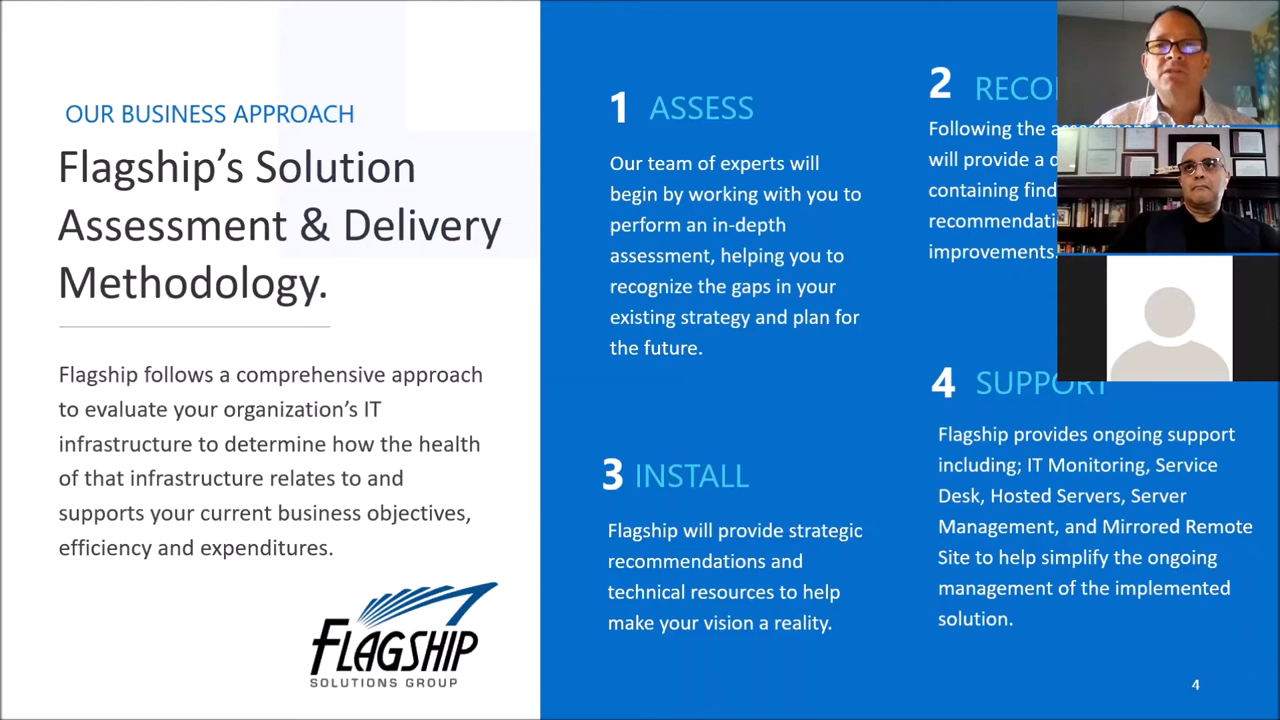 OUR BUSINESS APPROACH
Flagship's Solution
Assessment & Delivery
Methodology.
Flagship follows a comprehensive approach
to evaluate your organization's IT
infrastructure to determine how the health
of that infrastructure relates to and
supports your current business objectives,
efficiency and expenditures.
FLAGSHIP
SOLUTIONS GROUP
1 ASSESS
Our team of experts will
begin by working with you to
perform an in-depth
assessment, helping you to
recognize the gaps in your
existing strategy and plan for
the future.
2
Following the
will provide a
containing
improvements.
3 INSTALL
Flagship will provide strategic
recommendations and
technical resources to help
make your vision a reality.
4 SUPPORT
Flagship provides ongoing support
including; IT Monitoring, Service
Desk, Hosted Servers, Server
Management, and Mirrored Remote
Site to help simplify the ongoing
management of the implemented
solution.
4